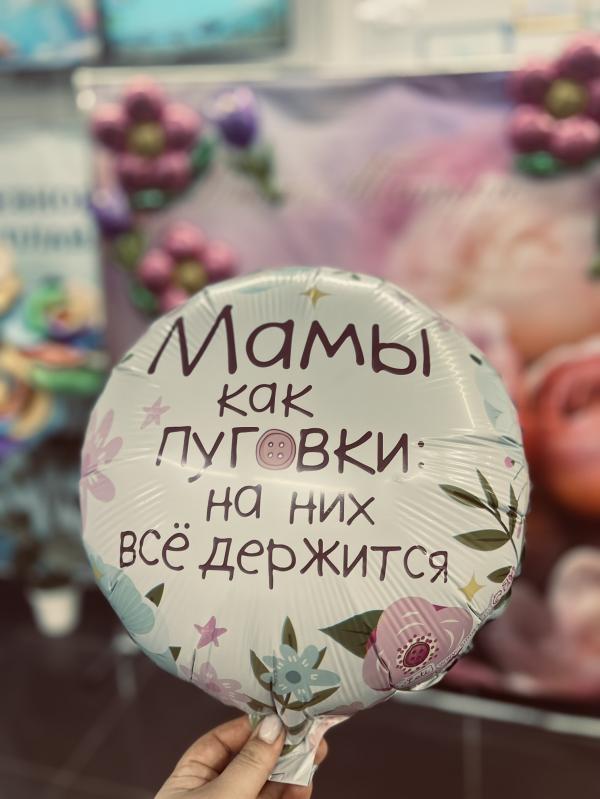 Мамы
как
пуговки:
на них
всё держится